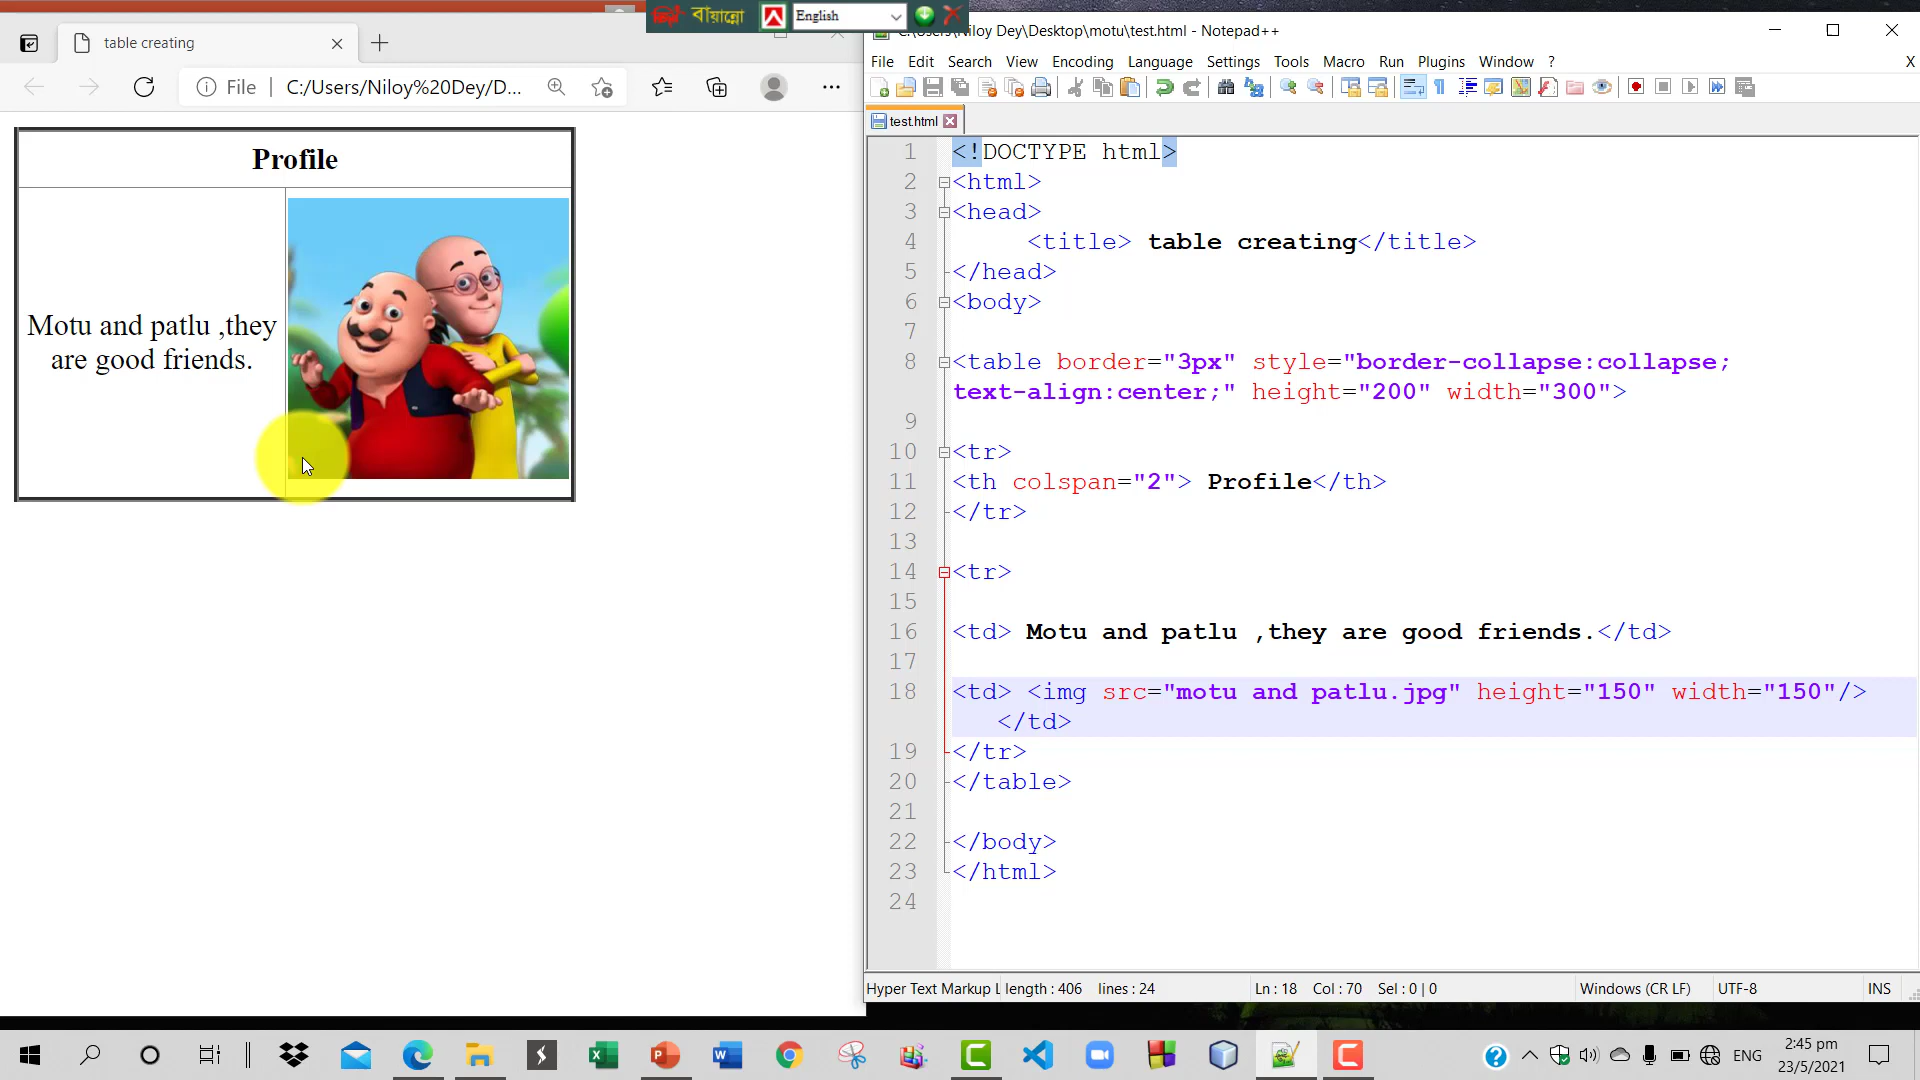 বায়ান্নো
English
table creating
File
C:/Users/Niloy%20Dey/D...
Profile
Motu and patlu ,they
are good friends.
C:\Users\Niloy Dey\Desktop\motu\test.html - Notepad++
File Edit Search View Encoding Language Settings Tools Macro Run Plugins Window ? X
test.html
1 <!DOCTYPE html>
2 <html>
3 <head>
4 <title> table creating</title>
5 </head>
6 <body>
7
8 <table border="3px" style="border-collapse:collapse;
text-align:center;" height="200" width="300">
9
10 <tr>
11 <th colspan="2"> Profile</th>
12 </tr>
13
14 <tr>
15
16 <td> Motu and patlu ,they are good friends.</td>
17
18 <td> <img src="motu and patlu.jpg" height="150" width="150"/>
</td>
19 </tr>
20 </table>
21
22 </body>
23 </html>
24
Hyper Text Markup L length : 406 lines : 24 Ln : 18 Col : 70 Sel : 0 | 0 Windows (CR LF) UTF-8 INS
ENG
2:45 pm
23/5/2021